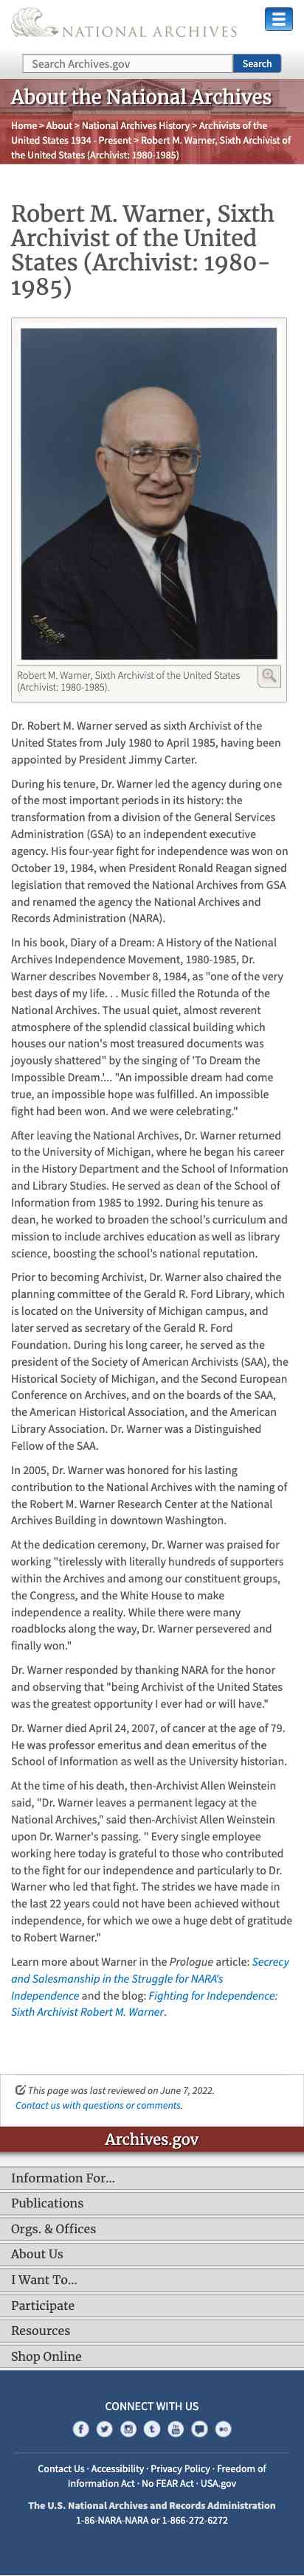 NATIONAL ARCHIVES
Search Archives.gov
Search
About the National Archives
Home > About > National Archives History > Archivists of the
United States 1934 - Present > Robert M. Warner, Sixth Archivist of
the United States (Archivist: 1980-1985)
Robert M. Warner, Sixth
Archivist of the United
States (Archivist: 1980-
1985)
Robert M. Warner, Sixth Archivist of the United States
(Archivist: 1980-1985).
Dr. Robert M. Warner served as sixth Archivist of the
United States from July 1980 to April 1985, having been
appointed by President Jimmy Carter.
During his tenure, Dr. Warner led the agency during one
of the most important periods in its history: the
transformation from a division of the General Services
Administration (GSA) to an independent executive
agency. His four-year fight for independence was won on
October 19, 1984, when President Ronald Reagan signed
legislation that removed the National Archives from GSA
and renamed the agency the National Archives and
Records Administration (NARA).
In his book, Diary of a Dream: A History of the National
Archives Independence Movement, 1980-1985, Dr.
Warner describes November 8, 1984, as "one of the very
best days of my life. . . Music filled the Rotunda of the
National Archives. The usual quiet, almost reverent
atmosphere of the splendid classical building which
houses our nation's most treasured documents was
joyously shattered" by the singing of 'To Dream the
Impossible Dream.'... "An impossible dream had come
true, an impossible hope was fulfilled. An impossible
fight had been won. And we were celebrating."
After leaving the National Archives, Dr. Warner returned
to the University of Michigan, where he began his career
in the History Department and the School of Information
and Library Studies. He served as dean of the School of
Information from 1985 to 1992. During his tenure as
dean, he worked to broaden the school's curriculum and
mission to include archives education as well as library
science, boosting the school's national reputation.
Prior to becoming Archivist, Dr. Warner also chaired the
planning committee of the Gerald R. Ford Library, which
is located on the University of Michigan campus, and
later served as secretary of the Gerald R. Ford
Foundation. During his long career, he served as the
president of the Society of American Archivists (SAA), the
Historical Society of Michigan, and the Second European
Conference on Archives, and on the boards of the SAA,
the American Historical Association, and the American
Library Association. Dr. Warner was a Distinguished
Fellow of the SAA.
In 2005, Dr. Warner was honored for his lasting
contribution to the National Archives with the naming of
the Robert M. Warner Research Center at the National
Archives Building in downtown Washington.
At the dedication ceremony, Dr. Warner was praised for
working "tirelessly with literally hundreds of supporters
within the Archives and among our constituent groups,
the Congress, and the White House to make
independence a reality. While there were many
roadblocks along the way, Dr. Warner persevered and
finally won."
Dr. Warner responded by thanking NARA for the honor
and observing that "being Archivist of the United States
was the greatest opportunity I ever had or will have."
Dr. Warner died April 24, 2007, of cancer at the age of 79.
He was professor emeritus and dean emeritus of the
School of Information as well as the University historian.
At the time of his death, then-Archivist Allen Weinstein
said, "Dr. Warner leaves a permanent legacy at the
National Archives," said then-Archivist Allen Weinstein
upon Dr. Warner's passing. " Every single employee
working here today is grateful to those who contributed
to the fight for our independence and particularly to Dr.
Warner who led that fight. The strides we have made in
the last 22 years could not have been achieved without
independence, for which we owe a huge debt of gratitude
to Robert Warner."
Learn more about Warner in the Prologue article: Secrecy
and Salesmanship in the Struggle for NARA's
Independence and the blog: Fighting for Independence:
Sixth Archivist Robert M. Warner.
This page was last reviewed on June 7, 2022.
Contact us with questions or comments.
Archives.gov
Information For…
Publications
Orgs. & Offices
About Us
I Want To…
Participate
Resources
Shop Online
CONNECT WITH US
Contact Us · Accessibility · Privacy Policy · Freedom of
Information Act · No FEAR Act · USA.gov
The U.S. National Archives and Records Administration
1-86-NARA-NARA or 1-866-272-6272